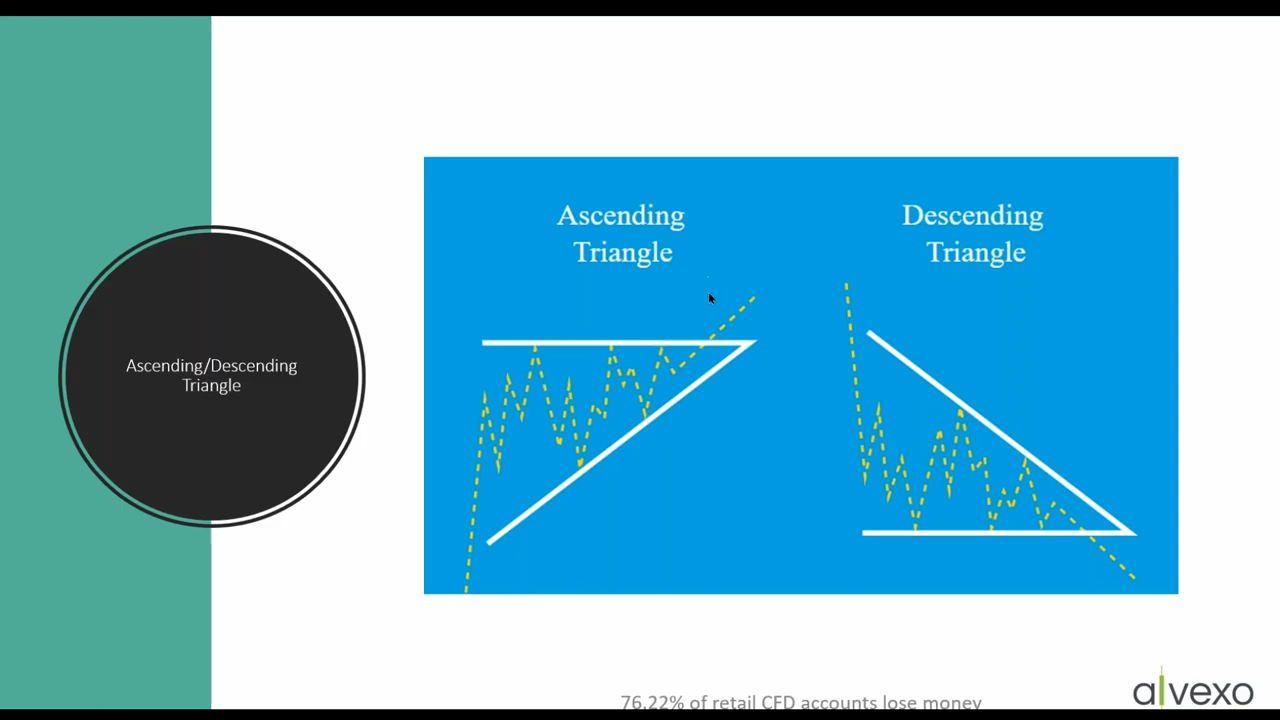 Ascending/Descending
Triangle
Ascending
Triangle
Descending
Triangle
76.22% of retail CFD accounts lose money
alvexo